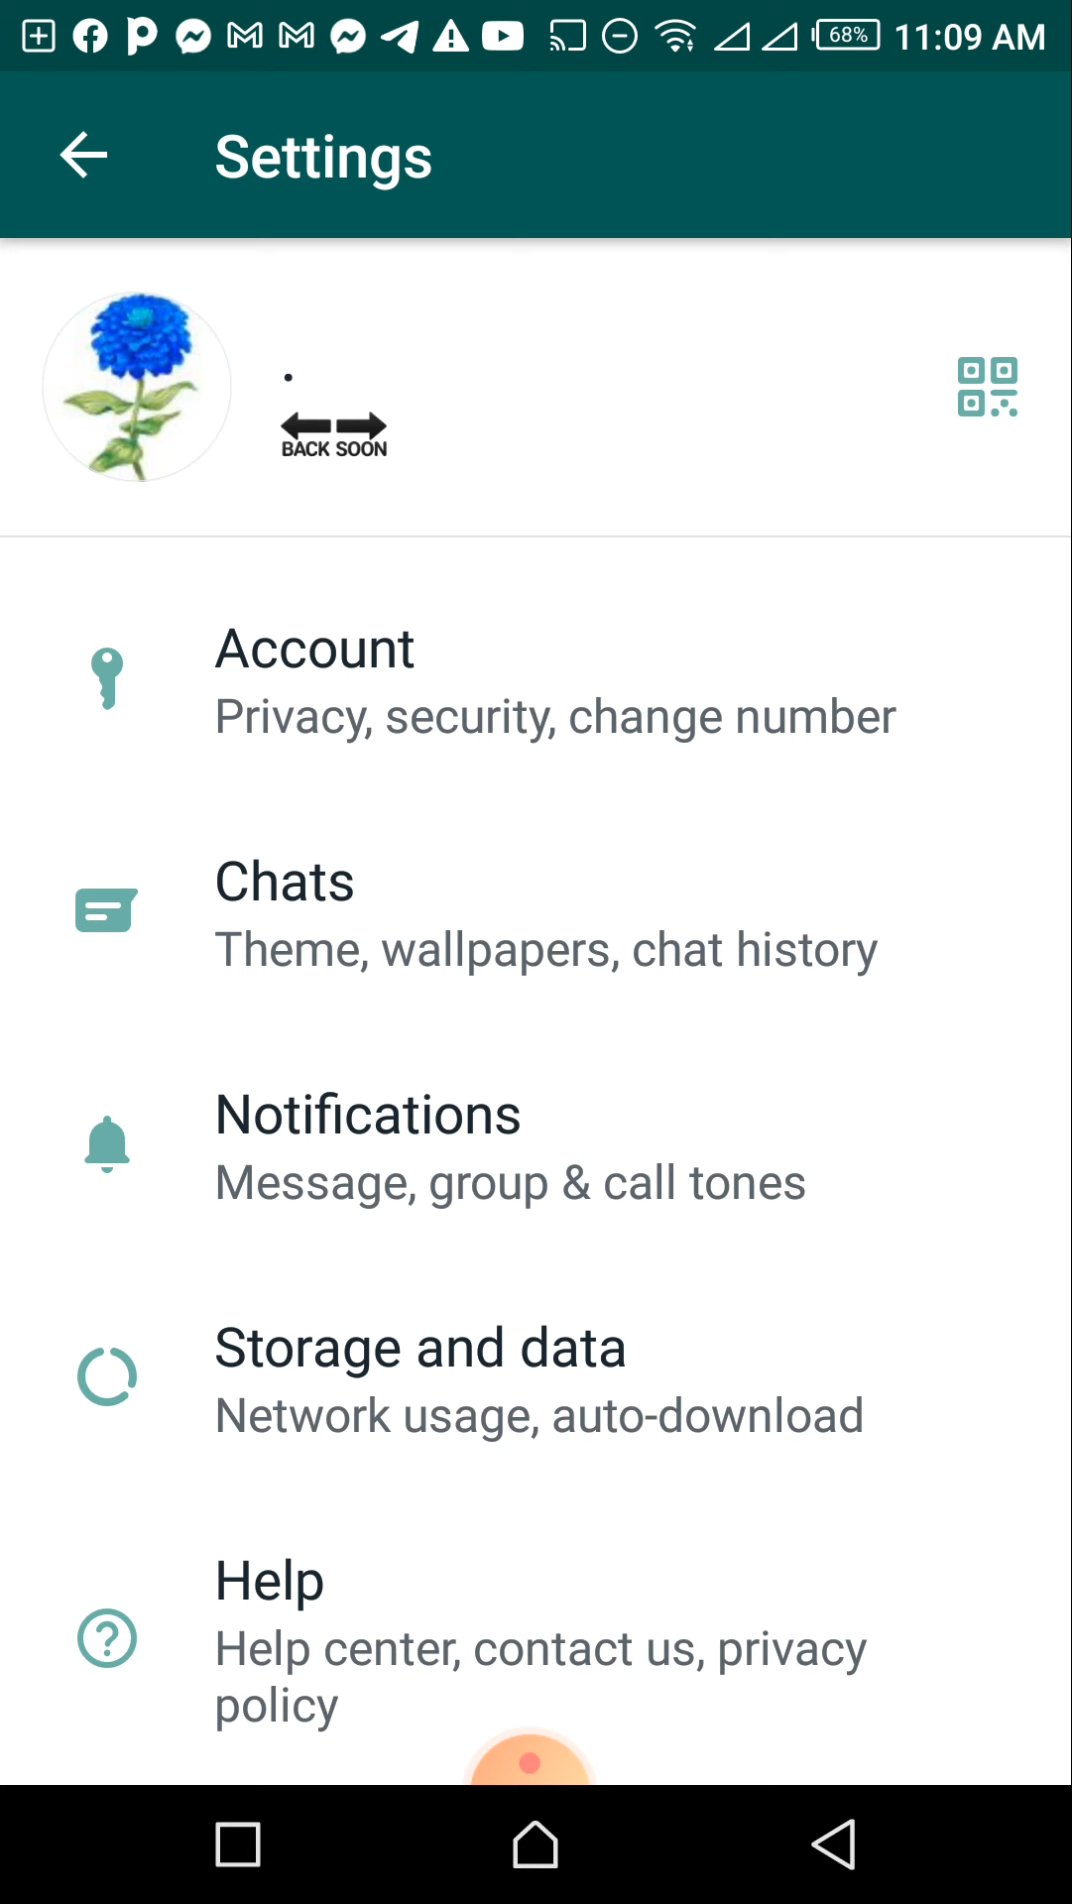 68% 11:09 AM
Settings
.
BACK SOON
Account
Privacy, security, change number
Chats
Theme, wallpapers, chat history
Notifications
Message, group & call tones
Storage and data
Network usage, auto-download
Help
Help center, contact us, privacy
policy